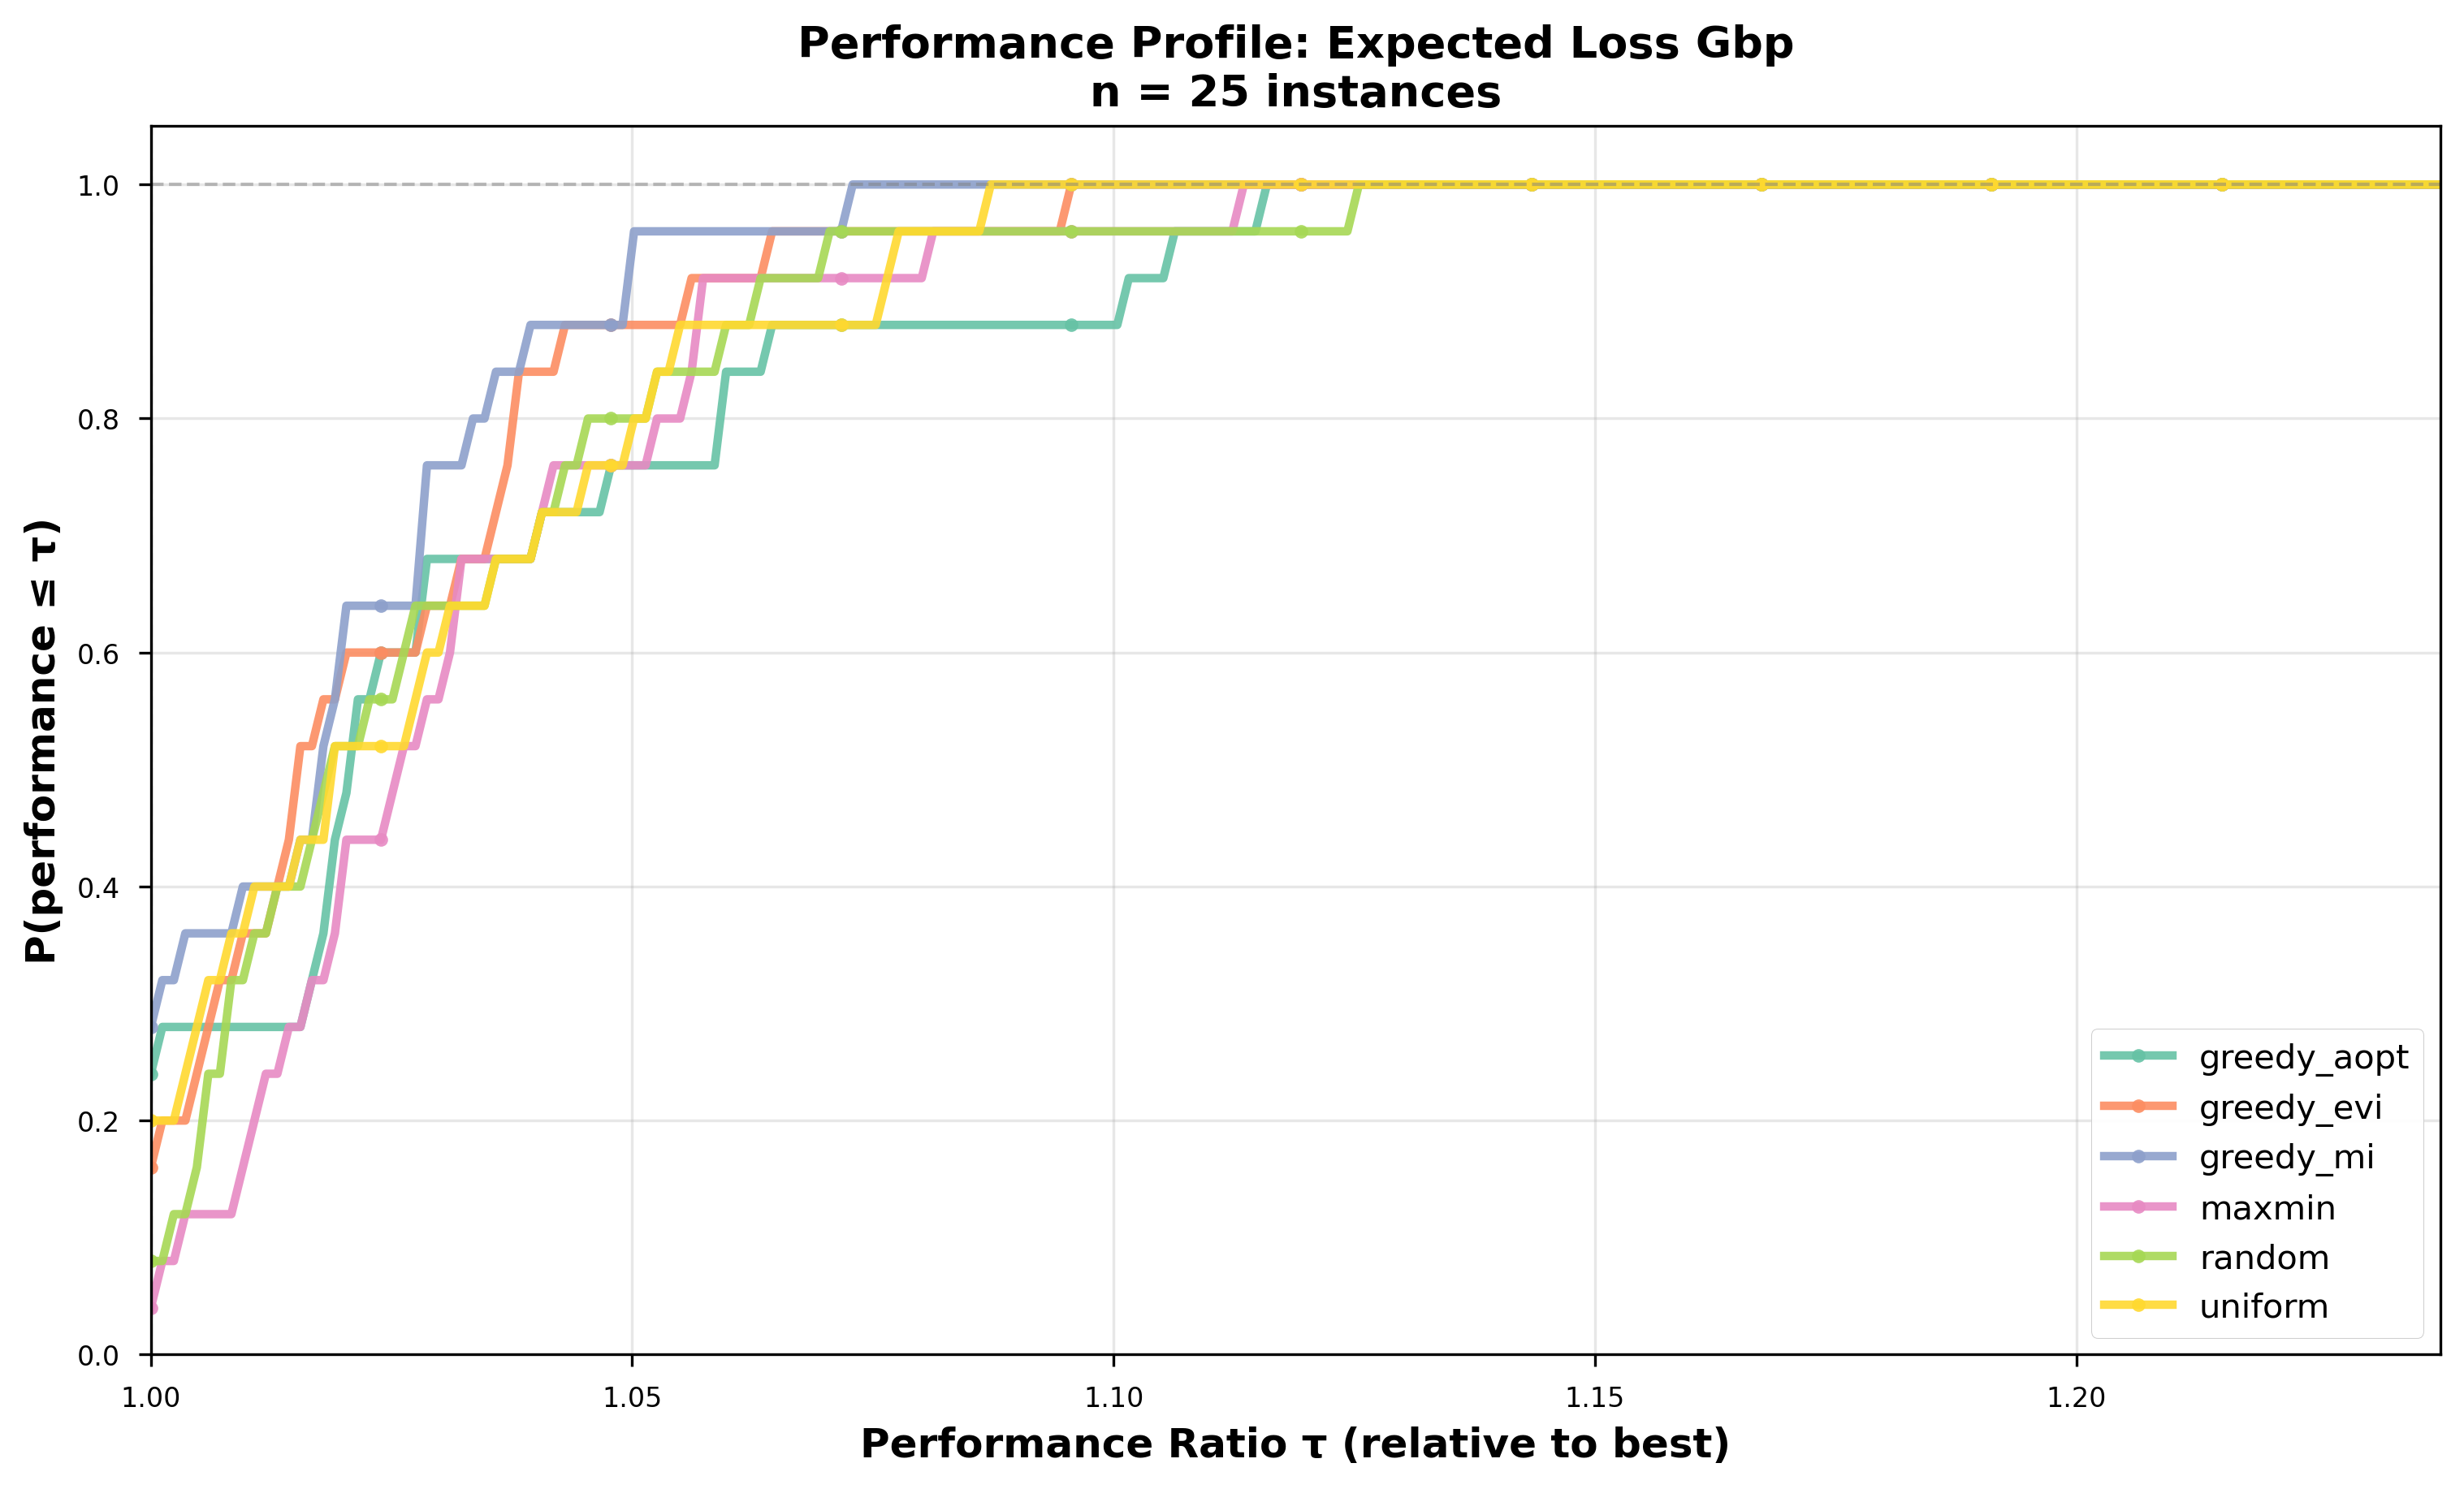 Performance Profile: Expected Loss Gbp
n = 25 instances
P(performance ≤ τ)
1.0
0.8
0.6
0.4
0.2
0.0
1.00
1.05
1.10
1.15
1.20
Performance Ratio τ (relative to best)
greedy_aopt
greedy_evi
greedy_mi
maxmin
random
uniform